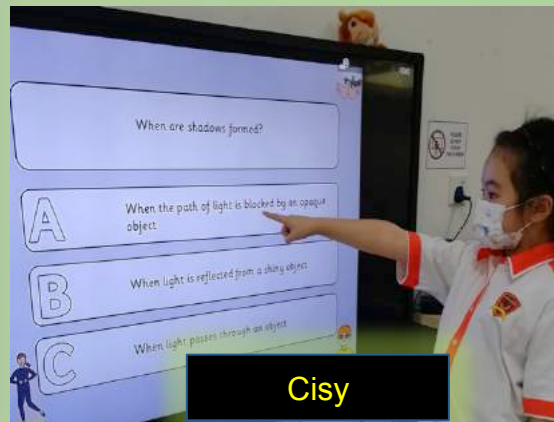 When are shadows formed?
A
When the path of light is blocked by an opaque
object
B
When light is reflected from a shiny object
C
When light passes through an object
Cisy